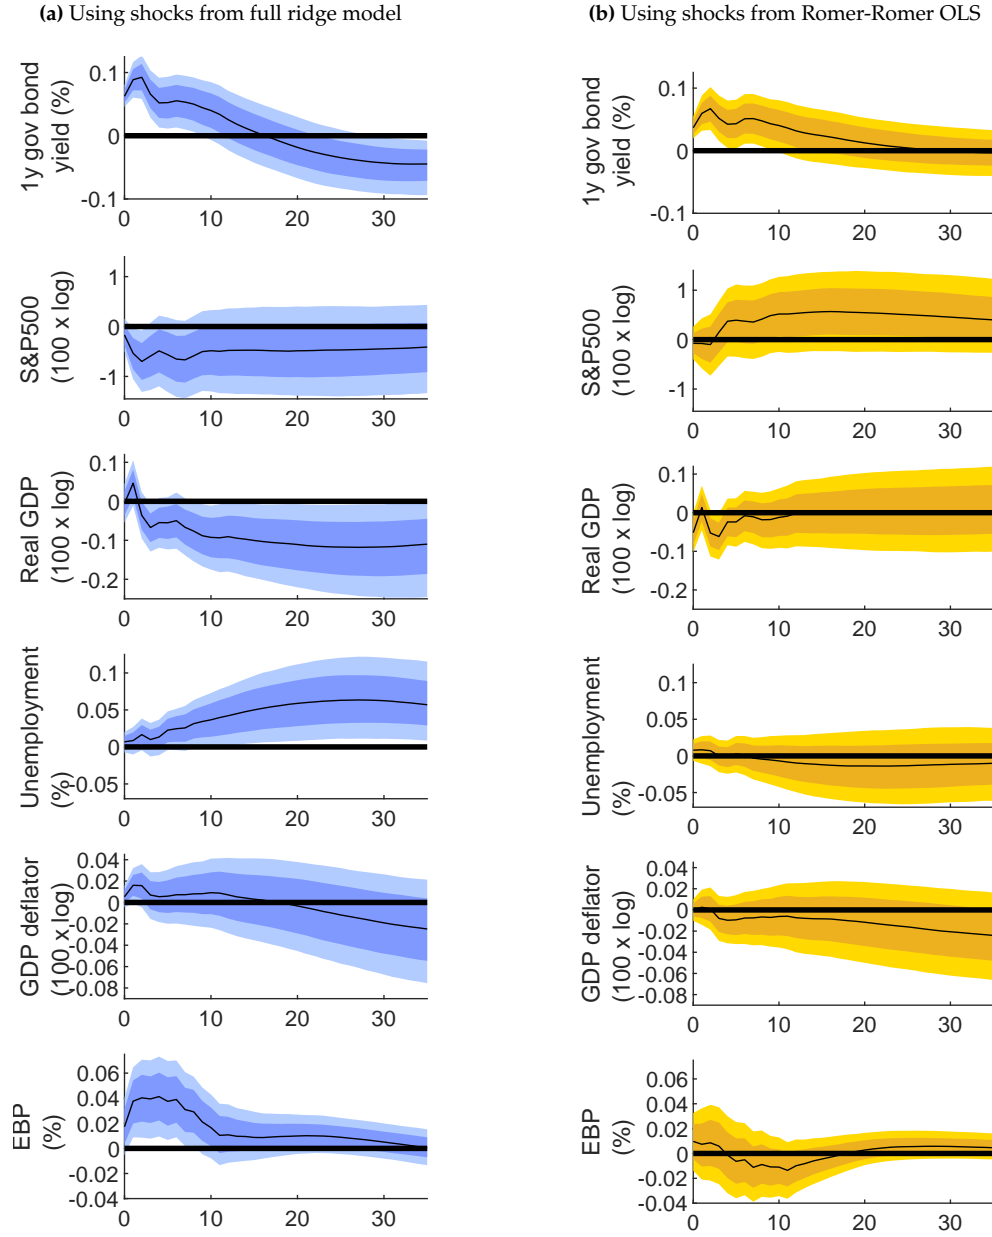 (a) Using shocks from full ridge model
1y gov bond
yield (%)
0.1
0
-0.1
0 10 20 30
S&P500
(100 x log)
1
0
-1
0 10 20 30
Real GDP
(100 x log)
0.1
0
-0.1
-0.2
0 10 20 30
Unemployment
(%)
0.1
0.05
0
-0.05
0 10 20 30
GDP deflator
(100 x log)
0.04
0.02
0
-0.02
-0.04
-0.06
-0.08
0 10 20 30
EBP
(%)
0.06
0.04
0.02
0
-0.02
-0.04
0 10 20 30
(b) Using shocks from Romer-Romer OLS
1y gov bond
yield (%)
0.1
0
-0.1
0 10 20 30
S&P500
(100 x log)
1
0
-1
0 10 20 30
Real GDP
(100 x log)
0.1
0
-0.1
-0.2
0 10 20 30
Unemployment
(%)
0.1
0.05
0
-0.05
0 10 20 30
GDP deflator
(100 x log)
0.04
0.02
0
-0.02
-0.04
-0.06
-0.08
0 10 20 30
EBP
(%)
0.06
0.04
0.02
0
-0.02
-0.04
0 10 20 30